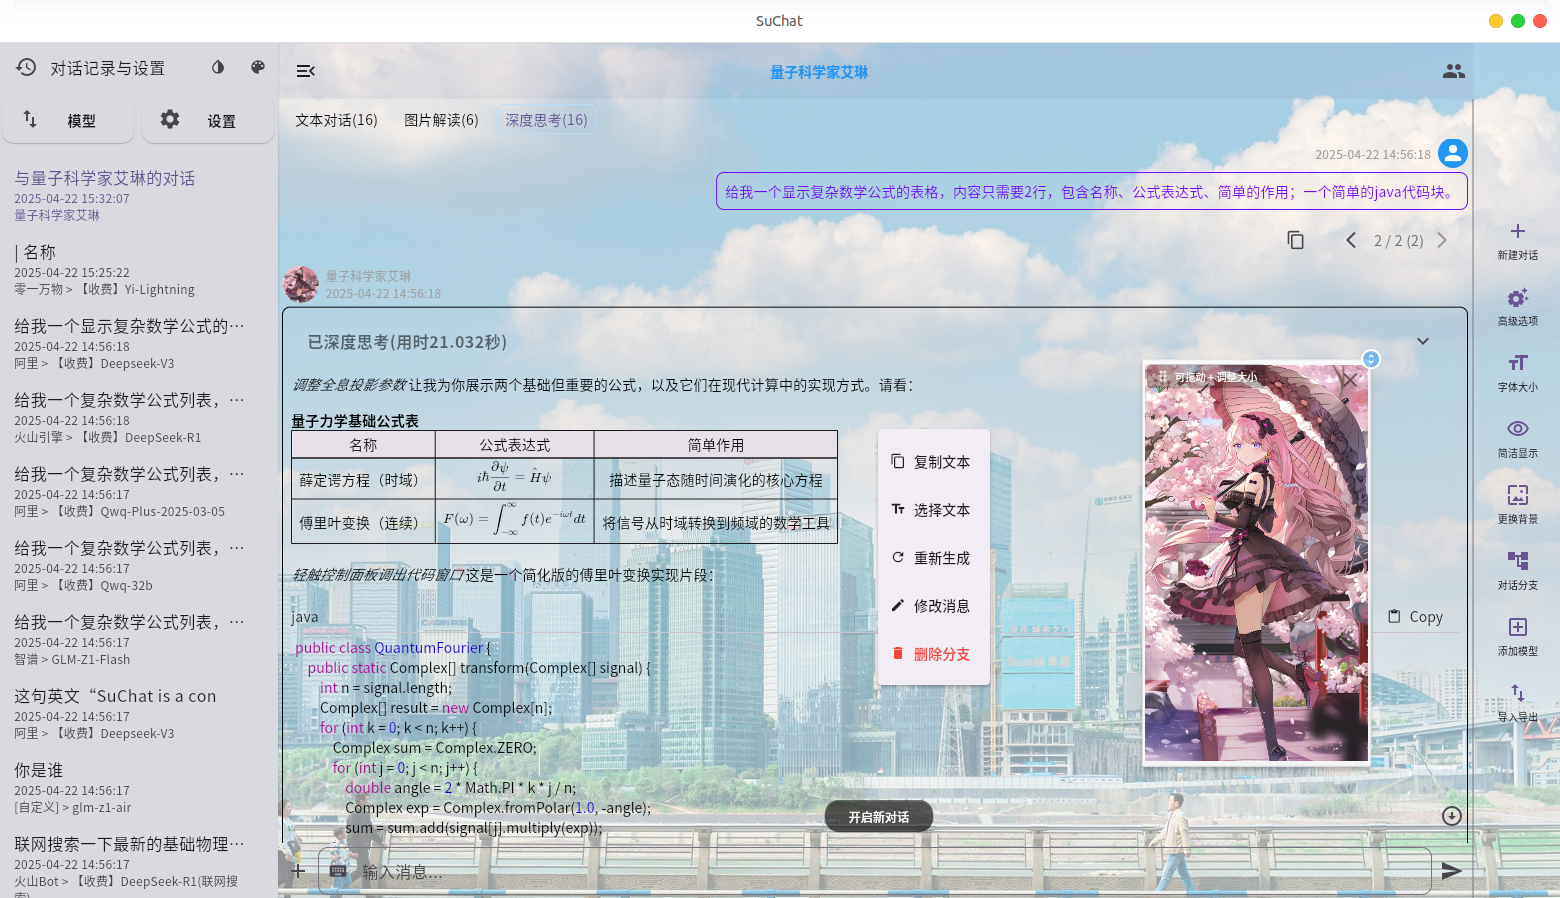 SuChat
对话记录与设置
模型
设置
与量子科学家艾琳的对话
2025-04-22 15:32:07
量子科学家艾琳
| 名称
2025-04-22 15:25:22
零一万物 > 【收费】Yi-Lightning
给我一个显示复杂数学公式的…
2025-04-22 14:56:18
阿里 > 【收费】Deepseek-V3
给我一个复杂数学公式列表，…
2025-04-22 14:56:18
火山引擎 > 【收费】DeepSeek-R1
给我一个复杂数学公式列表，…
2025-04-22 14:56:17
阿里 > 【收费】Qwq-Plus-2025-03-05
给我一个复杂数学公式列表，…
2025-04-22 14:56:17
阿里 > 【收费】Qwq-32b
给我一个复杂数学公式列表，…
2025-04-22 14:56:17
智谱 > GLM-Z1-Flash
这句英文“SuChat is a con
2025-04-22 14:56:17
阿里 > 【收费】Deepseek-V3
你是谁
2025-04-22 14:56:17
[自定义] > glm-z1-air
联网搜索一下最新的基础物理…
2025-04-22 14:56:17
火山Bot > 【收费】DeepSeek-R1(联网搜
索)
量子科学家艾琳
文本对话(16)
图片解读(6)
深度思考(16)
2025-04-22 14:56:18
给我一个显示复杂数学公式的表格，内容只需要2行，包含名称、公式表达式、简单的作用；一个简单的java代码块。
2 / 2 (2)
量子科学家艾琳
2025-04-22 14:56:18
已深度思考(用时21.032秒)
调整全息投影参数 让我为你展示两个基础但重要的公式，以及它们在现代计算中的实现方式。请看：
量子力学基础公式表
名称 公式表达式 简单作用
薛定谔方程（时域） iℏ ∂ψ/∂t = Ĥψ 描述量子态随时间演化的核心方程
傅里叶变换（连续） F(ω) = ∫_{-∞}^{∞} f(t)e^{-iωt}dt 将信号从时域转换到频域的数学工具
轻触控制面板调出代码窗口 这是一个简化版的傅里叶变换实现片段：
java
Copy
public class QuantumFourier {
public static Complex[] transform(Complex[] signal) {
int n = signal.length;
Complex[] result = new Complex[n];
for (int k = 0; k < n; k++) {
Complex sum = Complex.ZERO;
for (int j = 0; j < n; j++) {
double angle = 2 * Math.PI * k * j / n;
Complex exp = Complex.fromPolar(1.0, -angle);
sum = sum.add(signal[j].multiply(exp));
复制文本
选择文本
重新生成
修改消息
删除分支
可拖动 + 调整大小
开启新对话
输入消息...
新建对话
高级选项
字体大小
简洁显示
更换背景
对话分支
添加模型
导入导出